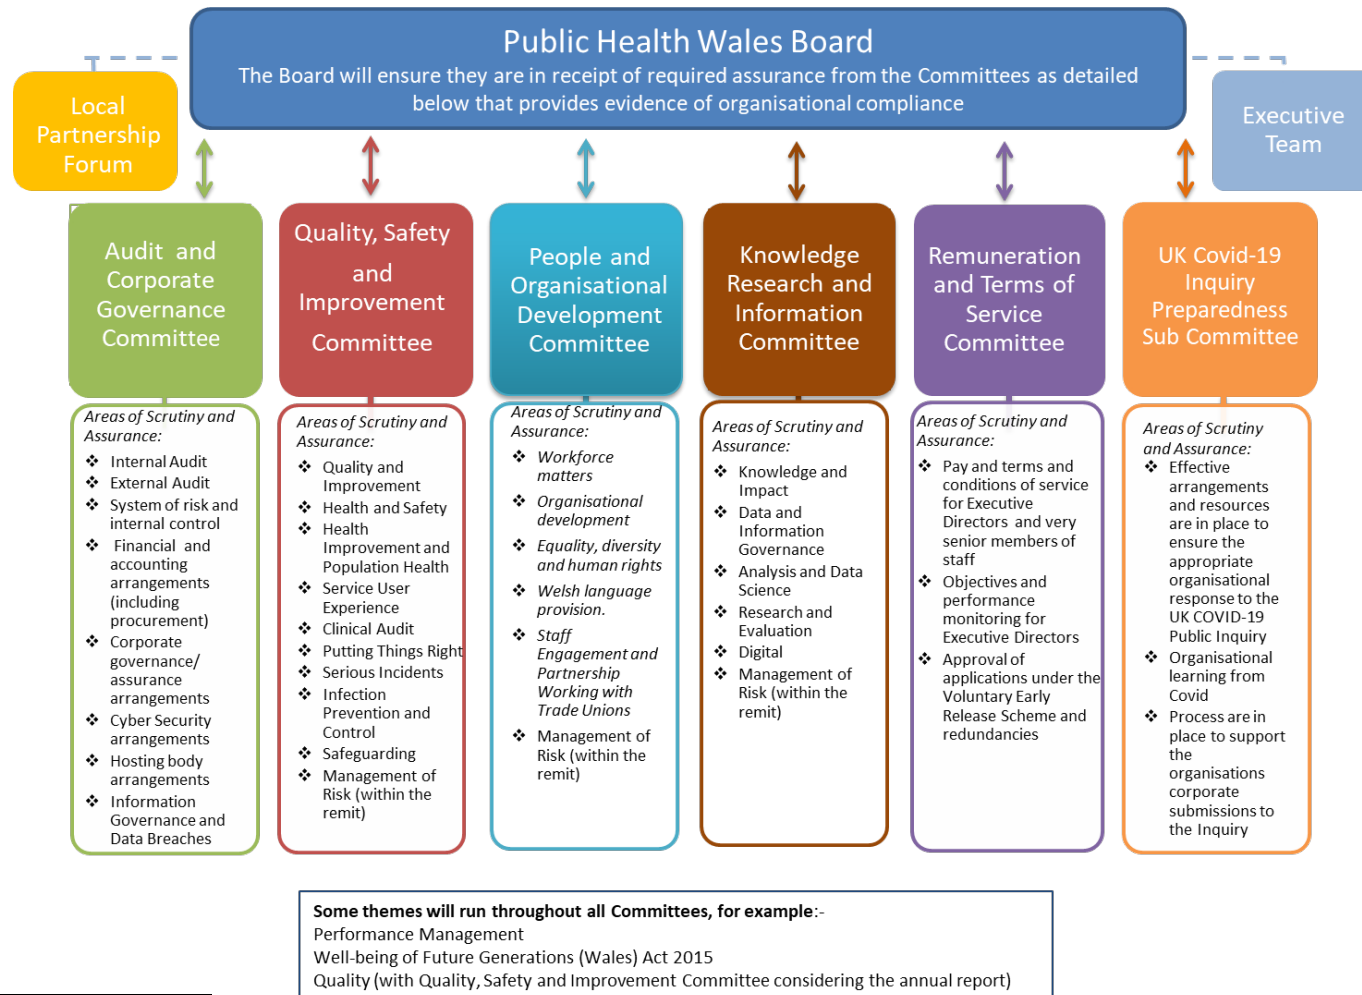 Public Health Wales Board
The Board will ensure they are in receipt of required assurance from the Committees as detailed
below that provides evidence of organisational compliance
Local
Partnership
Forum
Executive
Team
Audit and
Corporate
Governance
Committee
Areas of Scrutiny and
Assurance:
❖ Internal Audit
❖ External Audit
❖ System of risk and
internal control
❖ Financial and
accounting
arrangements
(including
procurement)
❖ Corporate
governance/
assurance
arrangements
❖ Cyber Security
arrangements
❖ Hosting body
arrangements
❖ Information
Governance and
Data Breaches
Quality, Safety
and
Improvement
Committee
Areas of Scrutiny and
Assurance:
❖ Quality and
Improvement
❖ Health and Safety
❖ Health
Improvement and
Population Health
❖ Service User
Experience
❖ Clinical Audit
❖ Putting Things Right
❖ Serious Incidents
❖ Infection
Prevention and
Control
❖ Safeguarding
❖ Management of
Risk (within the
remit)
People and
Organisational
Development
Committee
Areas of Scrutiny and
Assurance:
❖ Workforce
matters
❖ Organisational
development
❖ Equality, diversity
and human rights
❖ Welsh language
provision.
❖ Staff
Engagement and
Partnership
Working with
Trade Unions
❖ Management of
Risk (within the
remit)
Knowledge
Research and
Information
Committee
Areas of Scrutiny and
Assurance:
❖ Knowledge and
Impact
❖ Data and
Information
Governance
❖ Analysis and Data
Science
❖ Research and
Evaluation
❖ Digital
❖ Management of
Risk (within the
remit)
Remuneration
and Terms of
Service
Committee
Areas of Scrutiny and
Assurance:
❖ Pay and terms and
conditions of service
for Executive
Directors and very
senior members of
staff
❖ Objectives and
performance
monitoring for
Executive Directors
❖ Approval of
applications under the
Voluntary Early
Release Scheme and
redundancies
UK Covid-19
Inquiry
Preparedness
Sub Committee
Areas of Scrutiny
and Assurance:
❖ Effective
arrangements
and resources
are in place to
ensure the
appropriate
organisational
response to the
UK COVID-19
Public Inquiry
❖ Organisational
learning from
Covid
❖ Process are in
place to support
the
organisations
corporate
submissions to
the Inquiry
Some themes will run throughout all Committees, for example:-
Performance Management
Well-being of Future Generations (Wales) Act 2015
Quality (with Quality, Safety and Improvement Committee considering the annual report)